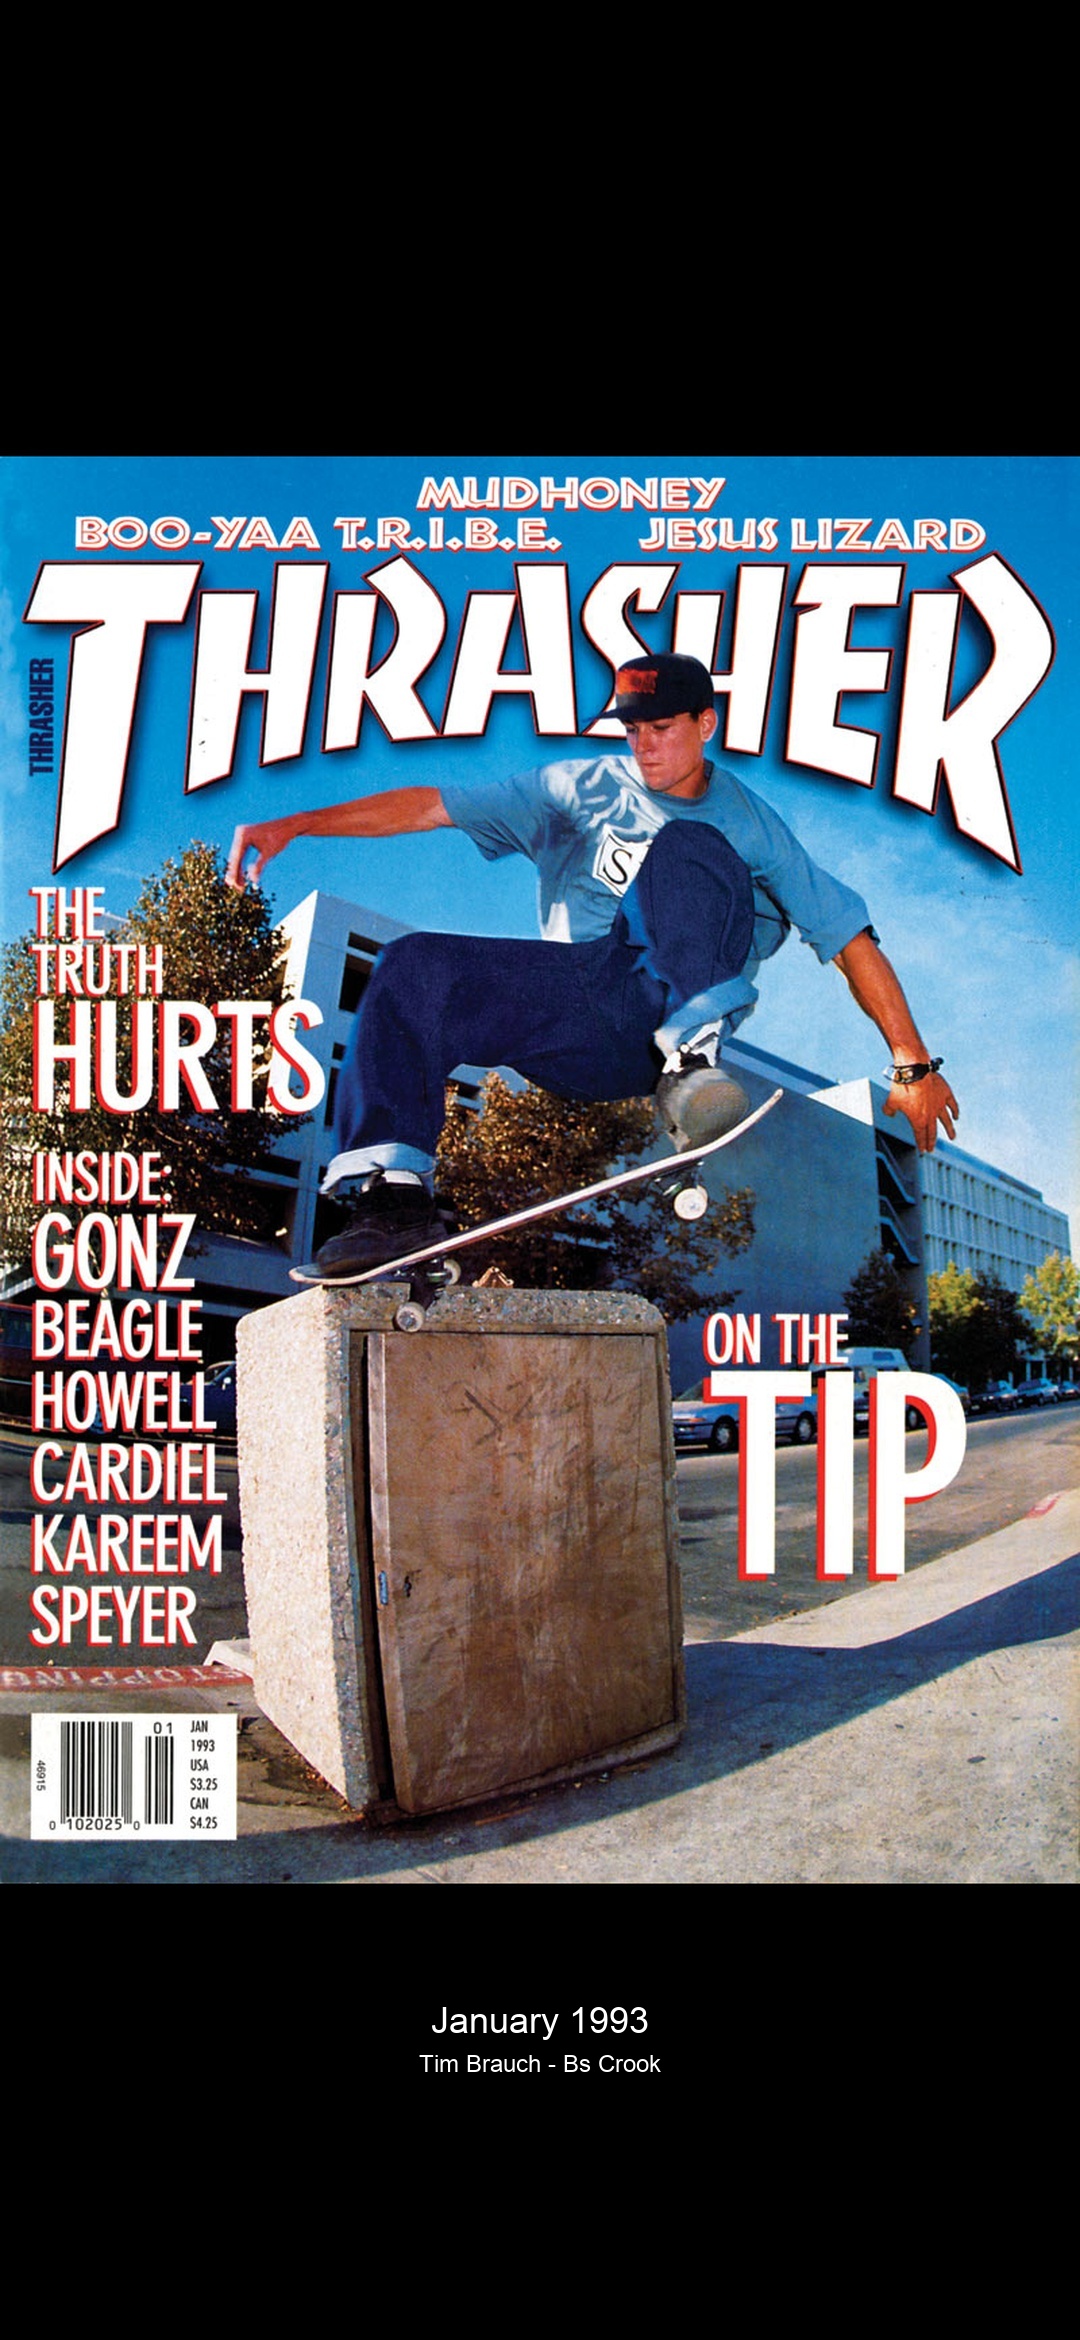 MUDHONEY
BOO-YAA T.R.I.B.E. JESUS LIZARD
THRASHER
THRASHER
S
THE
TRUTH
HURTS
INSIDE:
GONZ
BEAGLE
HOWELL
CARDIEL
KAREEM
SPEYER
ON THE
TIP
STOPPING
01
JAN
1993
USA
$3.25
CAN
$4.25
46915
0 102025 0
January 1993
Tim Brauch - Bs Crook